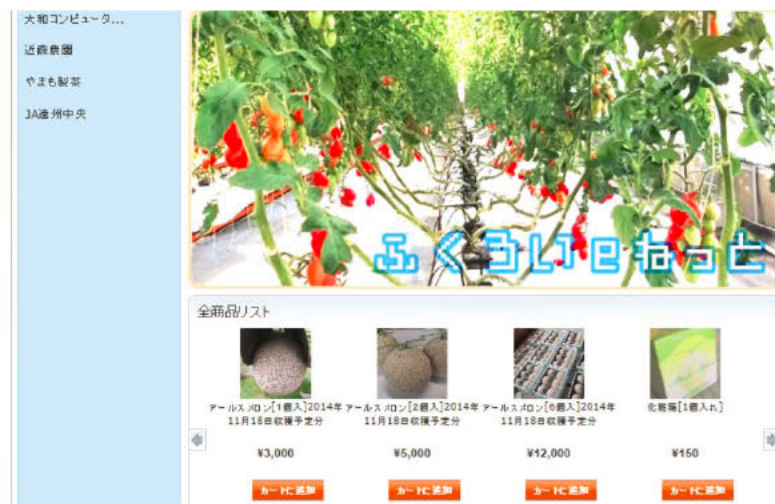 大和コンピュータ...
近藤農園
やまも製茶
JA遠州中央
ふくろいTeねっと
全商品リスト
アールスメロン[1個入]2014年11月18日収穫予定分
アールスメロン[2個入]2014年11月18日収穫予定分
アールスメロン[6個入]2014年11月18日収穫予定分
化粧箱[1個入れ]
¥3,000
¥5,000
¥12,000
¥150
カートに追加
カートに追加
カートに追加
カートに追加